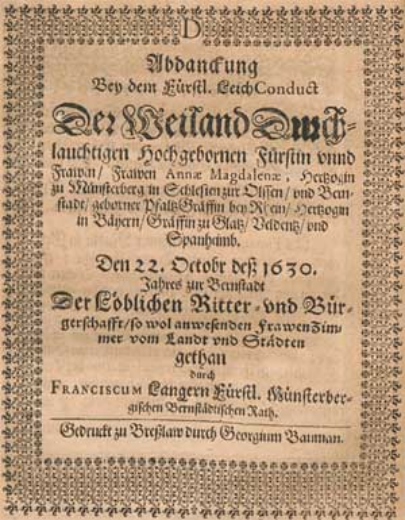 D
Abdanckung
Bey dem Fürstl. LeichConduct
Der Weiland Durch-
lauchtigen Hochgebornen Fürstin vnnd
Frawen/ Frawen Annæ Magdalenæ, Hertzogin
zu Münsterberg in Schlesien zur Olssen/ vnd Bern-
stadt/ geborner PfaltzGräffin bey Rhein/ Hertzogin
in Bäyern/ Gräffin zu Glatz/ Veldentz/ vnd
Spanheimb.
Den 22. Octobr deß 1630.
Jahres zur Bernstadt
Der Löblichen Ritter- vnd Bür-
gerschafft/ so wol anwesenden FrawenZim-
mer vom Landt vnd Städten
gethan
durch
FRANCISCUM Langern Fürstl. Münsterber-
gischen Bernstädtischen Rath.
Gedruckt zu Breßlaw durch Georgium Bauman.